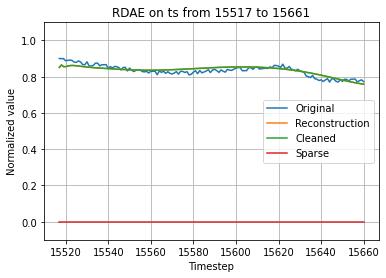 RDAE on ts from 15517 to 15661
Normalized value
1.0
0.8
0.6
0.4
0.2
0.0
Original
Reconstruction
Cleaned
Sparse
15520 15540 15560 15580 15600 15620 15640 15660
Timestep